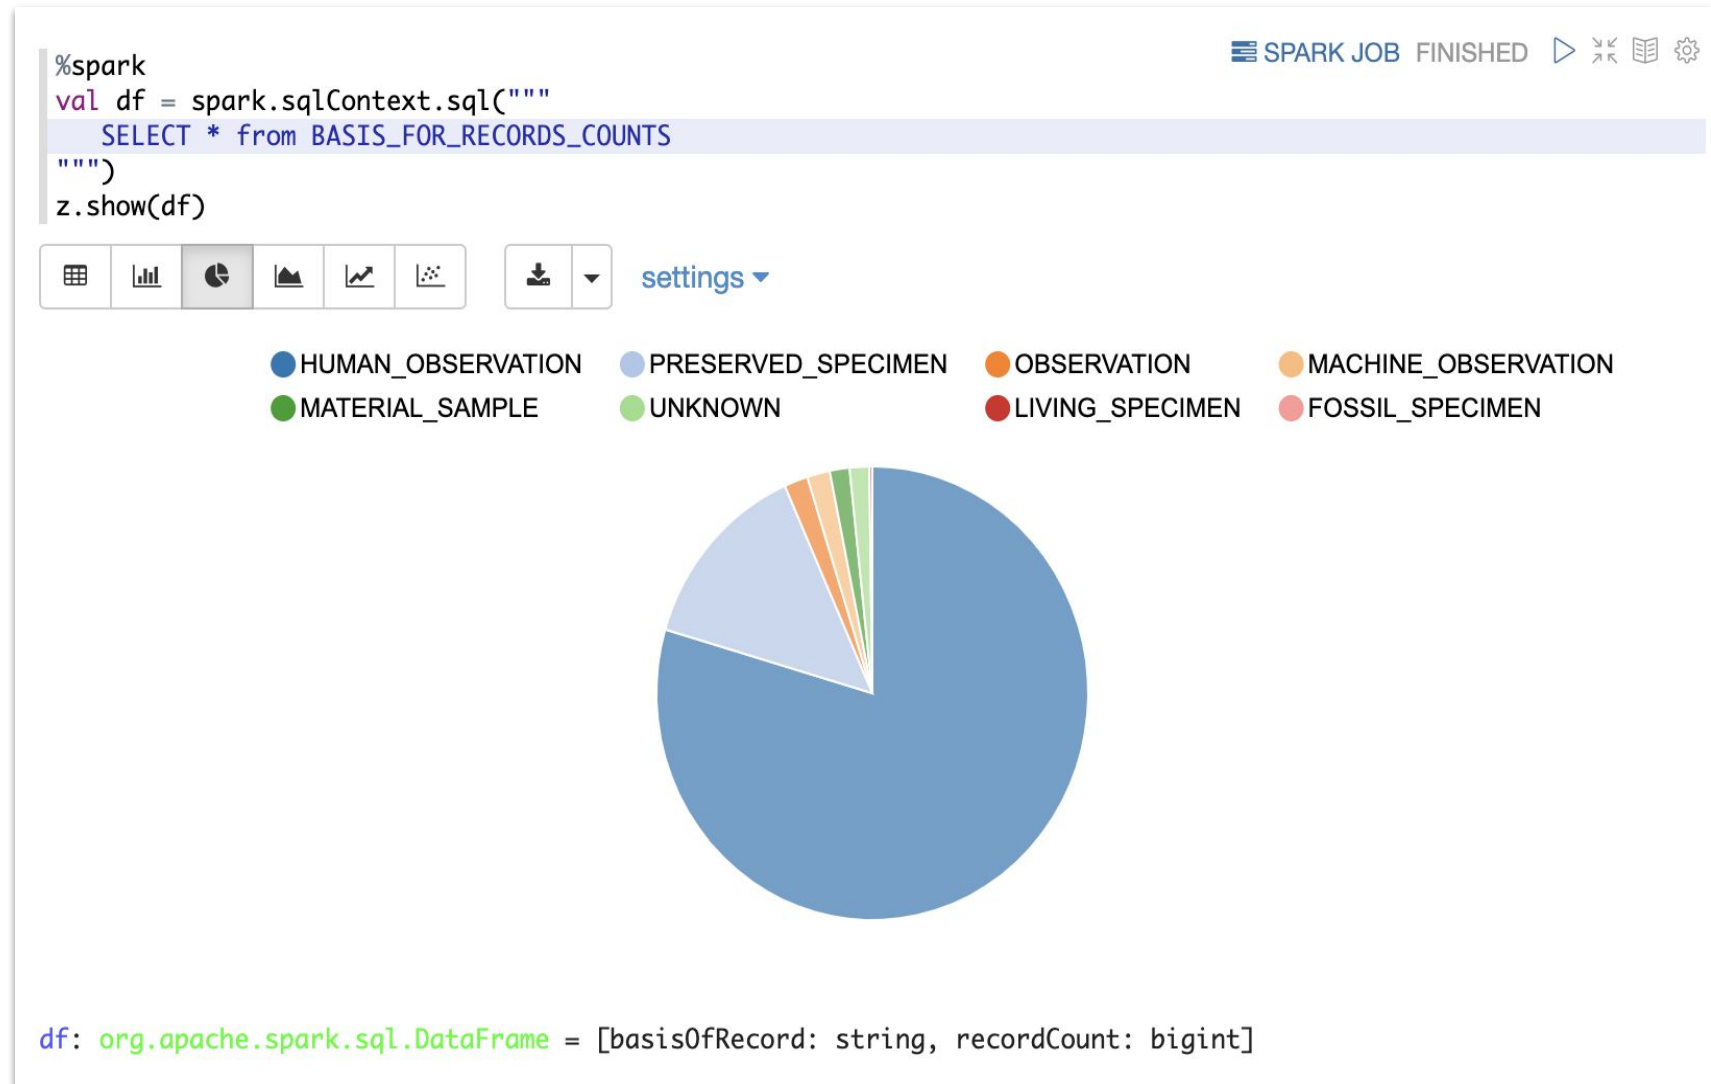 %spark
SPARK JOB FINISHED
val df = spark.sqlContext.sql("""
SELECT * from BASIS_FOR_RECORDS_COUNTS
""")
z.show(df)
settings
HUMAN_OBSERVATION PRESERVED_SPECIMEN OBSERVATION MACHINE_OBSERVATION
MATERIAL_SAMPLE UNKNOWN LIVING_SPECIMEN FOSSIL_SPECIMEN
df: org.apache.spark.sql.DataFrame = [basisOfRecord: string, recordCount: bigint]